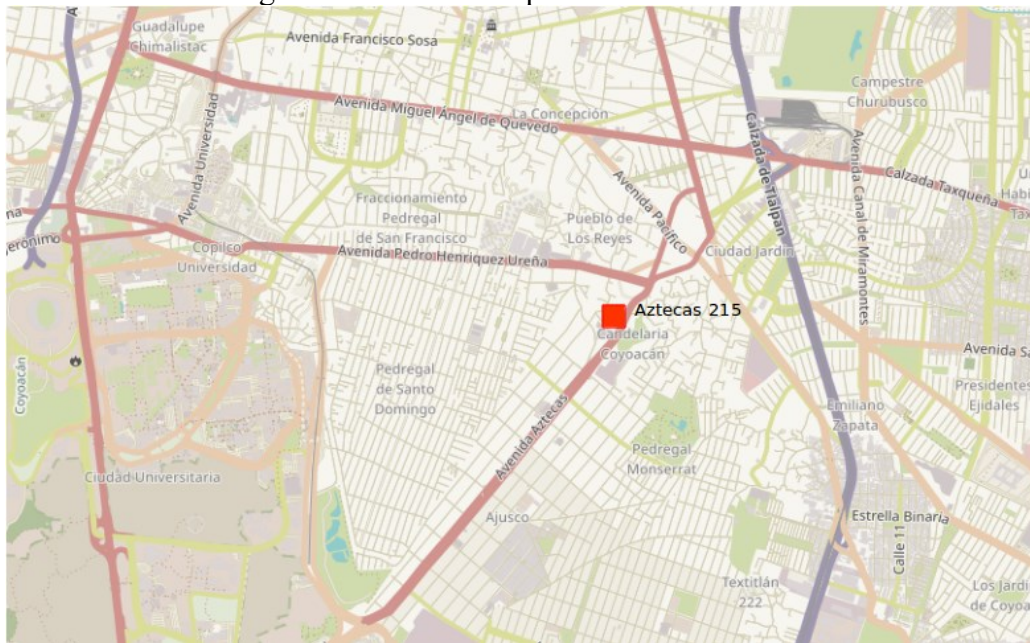 Guadalupe
Chimalistac
Avenida Francisco Sosa
Campestre
Churubusco
Avenida Miguel Ángel de Quevedo
La Concepción
Avenida Universidad
Calzada de Tlalpan
Avenida Canal de Miramontes
Calzada Taxqueña
Fraccionamiento
Pedregal
de San Francisco
Avenida Pacífico
Pueblo de
Los Reyes
Copilco
Universidad
Avenida Pedro Henriquez Ureña
Ciudad Jardín
Aztecas 215
Candelaria
Coyoacán
Coyoacán
Pedregal
de Santo
Domingo
Presidentes
Ejidales
Emiliano
Zapata
Avenida Aztecas
Pedregal
Monserrat
Ciudad Universitaria
Ajusco
Estrella Binaria
Calle 11
Textitlán
222
Los Jardi
de Coyoa